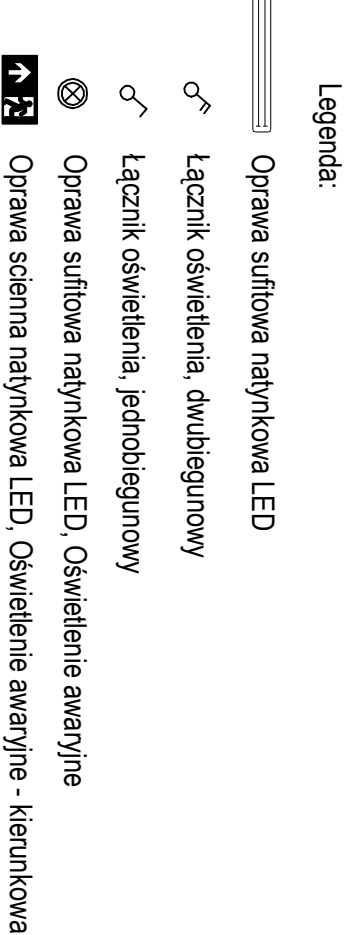 Legenda:
Oprawa sufitowa natynkowa LED
Łącznik oświetlenia, dwubiegunowy
Łącznik oświetlenia, jednobiegunowy
Oprawa sufitowa natynkowa LED, Oświetlenie awaryjne
Oprawa scienna natynkowa LED, Oświetlenie awaryjne - kierunkowa